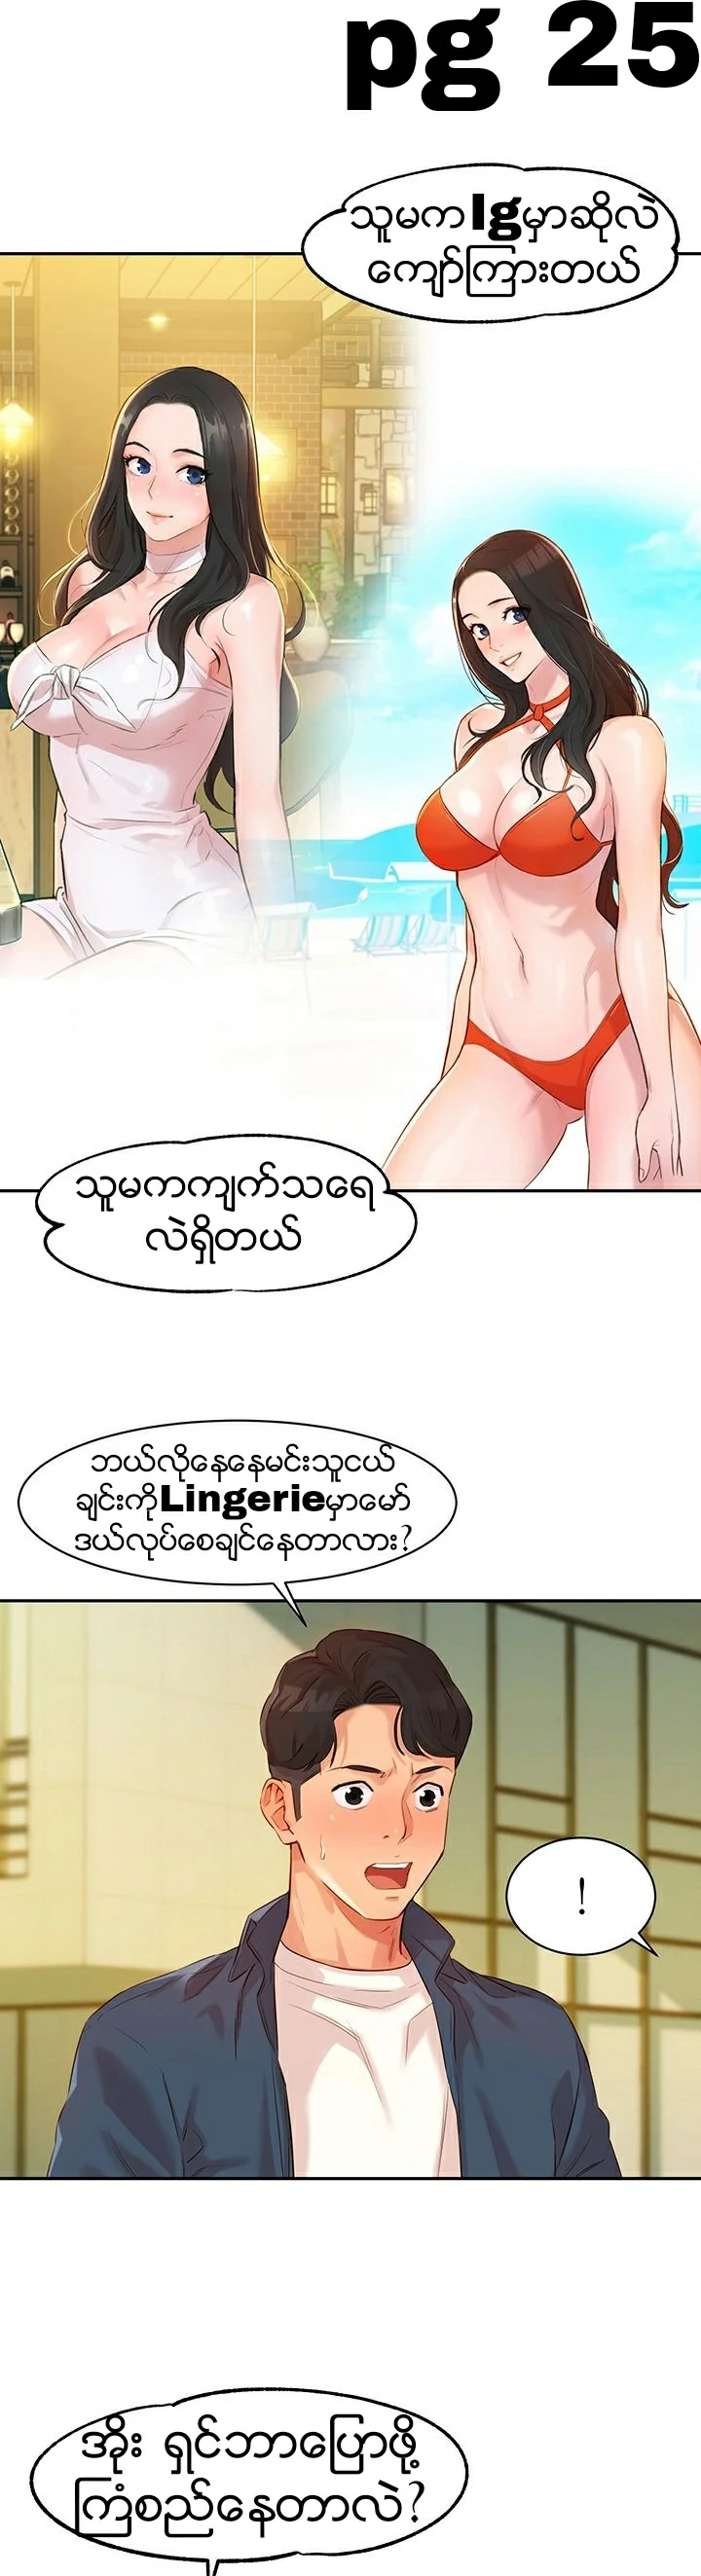 pg 25
သူမကIgမှာဆိုလဲ
ကျော်ကြားတယ်
သူမကကျက်သရေ
လဲရှိတယ်
ဘယ်လိုနေနေမင်းသူငယ်
ချင်းကိုLingerieမှာမော်
ဒယ်လုပ်စေချင်နေတာလား?
!
အိုး ရှင်ဘာပြောဖို့
ကြံစည်နေတာလဲ?